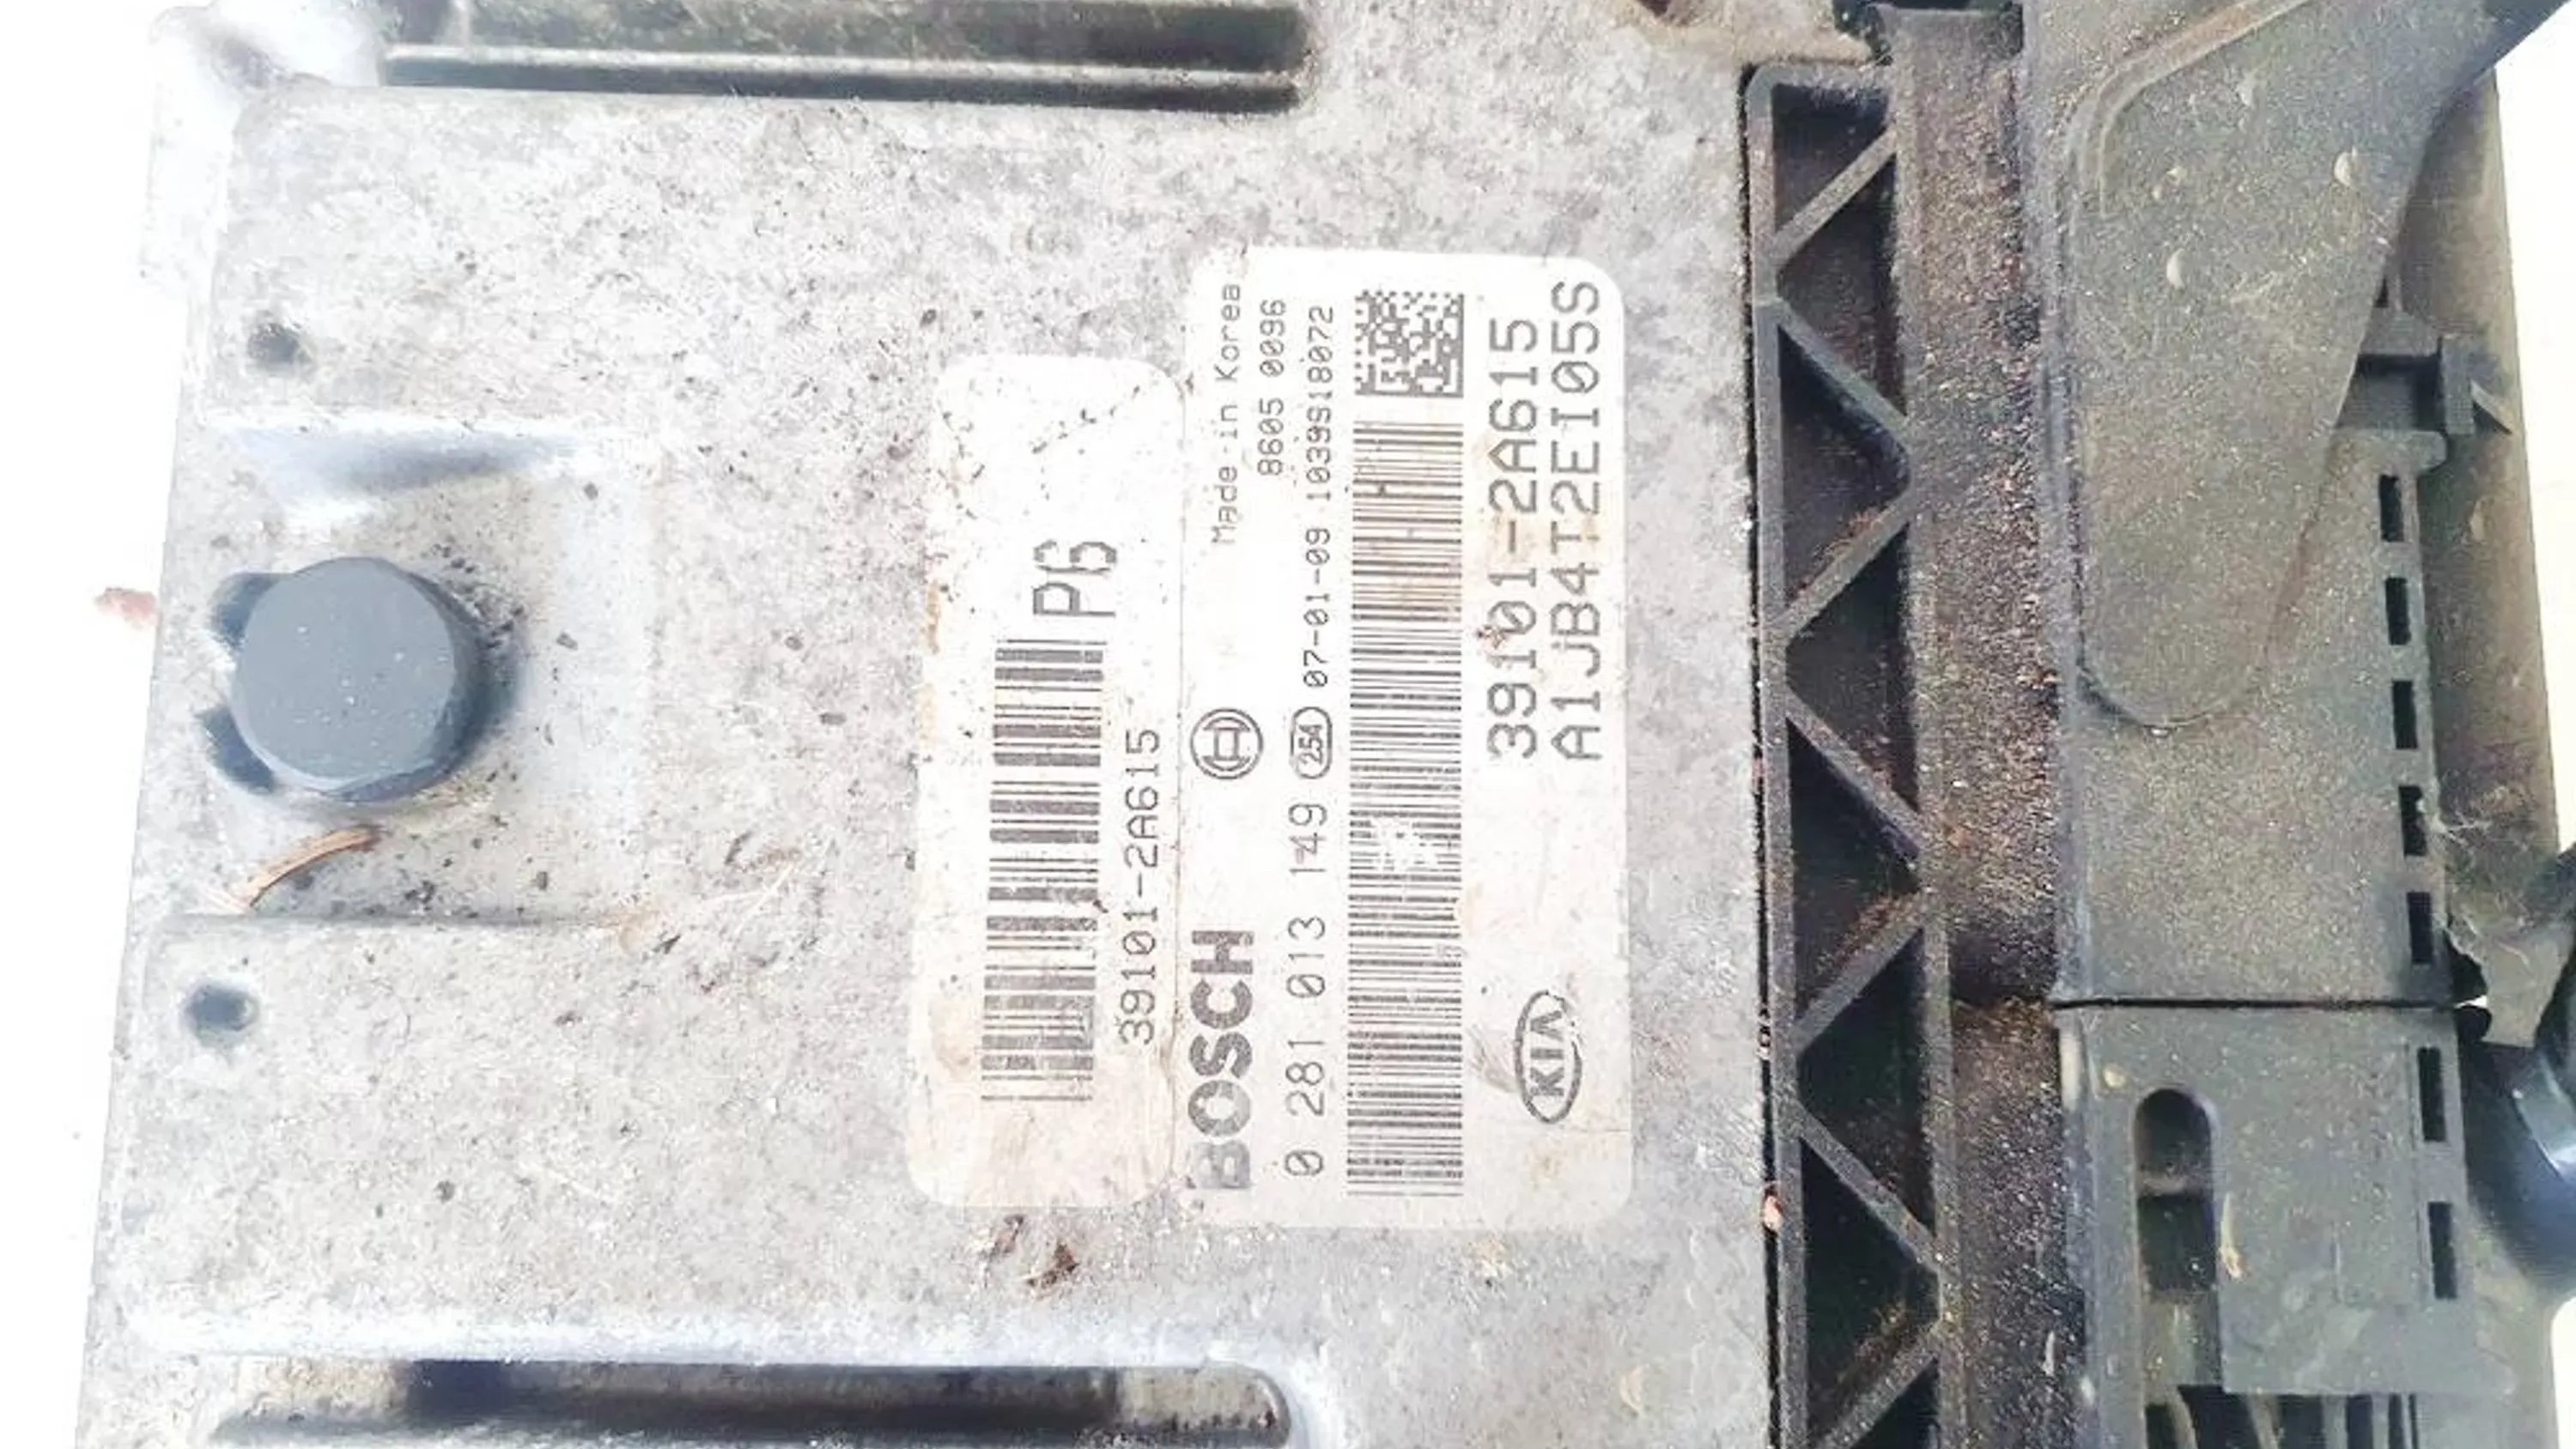 P6
39101-2A615
Made in Korea
8605 0096
BOSCH
0 281 013 149 254 07-01-09 1039S18072
39101-2A615
A1JB4T2EI05S
KIA